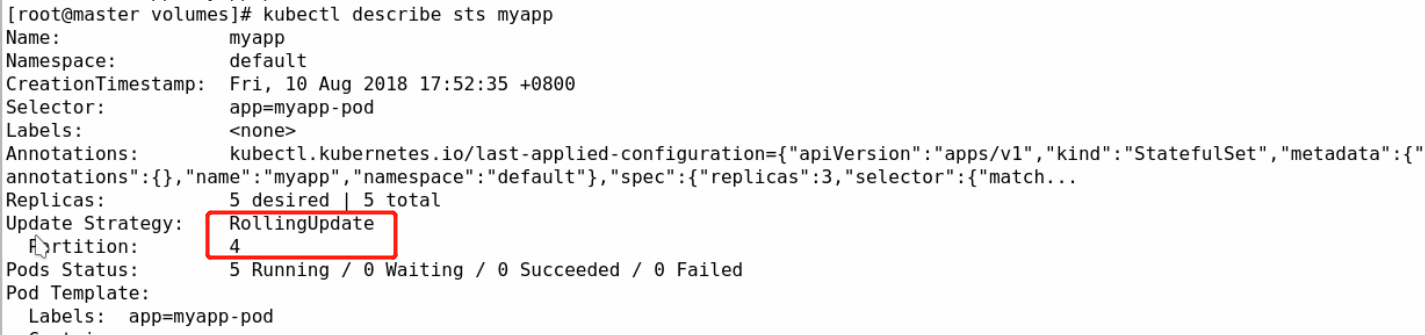 [root@master volumes]# kubectl describe sts myapp
Name: myapp
Namespace: default
CreationTimestamp: Fri, 10 Aug 2018 17:52:35 +0800
Selector: app=myapp-pod
Labels: <none>
Annotations: kubectl.kubernetes.io/last-applied-configuration={"apiVersion":"apps/v1","kind":"StatefulSet","metadata":{"
annotations":{},"name":"myapp","namespace":"default"},"spec":{"replicas":3,"selector":{"match...
Replicas: 5 desired | 5 total
Update Strategy: RollingUpdate
Partition: 4
Pods Status: 5 Running / 0 Waiting / 0 Succeeded / 0 Failed
Pod Template:
Labels: app=myapp-pod